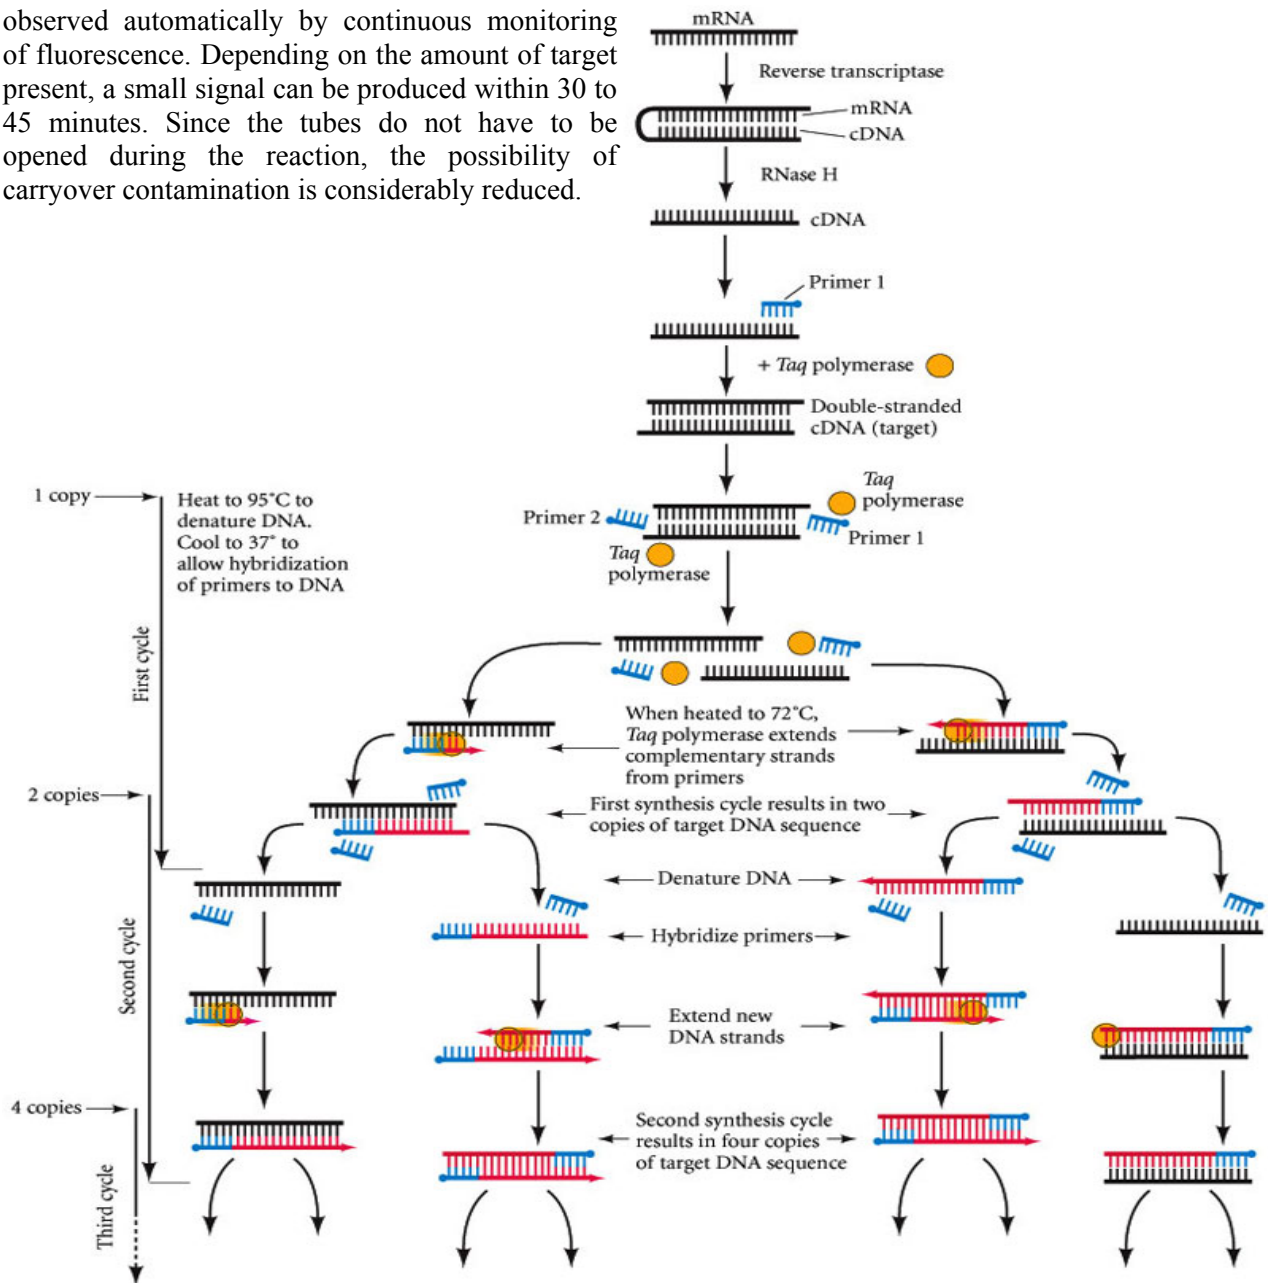 observed automatically by continuous monitoring
of fluorescence. Depending on the amount of target
present, a small signal can be produced within 30 to
45 minutes. Since the tubes do not have to be
opened during the reaction, the possibility of
carryover contamination is considerably reduced.
mRNA
Reverse transcriptase
mRNA
cDNA
RNase H
cDNA
Primer 1
+ Taq polymerase
Double-stranded
cDNA (target)
1 copy
Heat to 95°C to
denature DNA.
Cool to 37° to
allow hybridization
of primers to DNA
Primer 2
Taq
polymerase
Primer 1
Taq
polymerase
First cycle
When heated to 72°C,
Taq polymerase extends
complementary strands
from primers
2 copies
First synthesis cycle results in two
copies of target DNA sequence
Denature DNA
Second cycle
Hybridize primers
Extend new
DNA strands
4 copies
Second synthesis cycle
results in four copies
of target DNA sequence
Third cycle